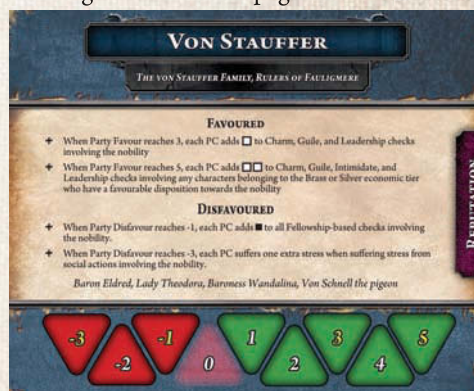 VON STAUFFER
THE VON STAUFFER FAMILY, RULERS OF FAULIGMERE
FAVOURED
+ When Party Favour reaches 3, each PC adds □ to Charm, Guile, and Leadership checks
involving the nobility
+ When Party Favour reaches 5, each PC adds □□ to Charm, Guile, Intimidate, and
Leadership checks involving any characters belonging to the Brass or Silver economic tier
who have a favourable disposition towards the nobility
DISFAVOURED
+ When Party Disfavour reaches -1, each PC adds ■ to all Fellowship-based checks involving
the nobility.
+ When Party Disfavour reaches -3, each PC suffers one extra stress when suffering stress from
social actions involving the nobility.
Baron Eldred, Lady Theodora, Baroness Wandalina, Von Schnell the pigeon
REPUTATION
-3
-2
-1
0
1
2
3
4
5